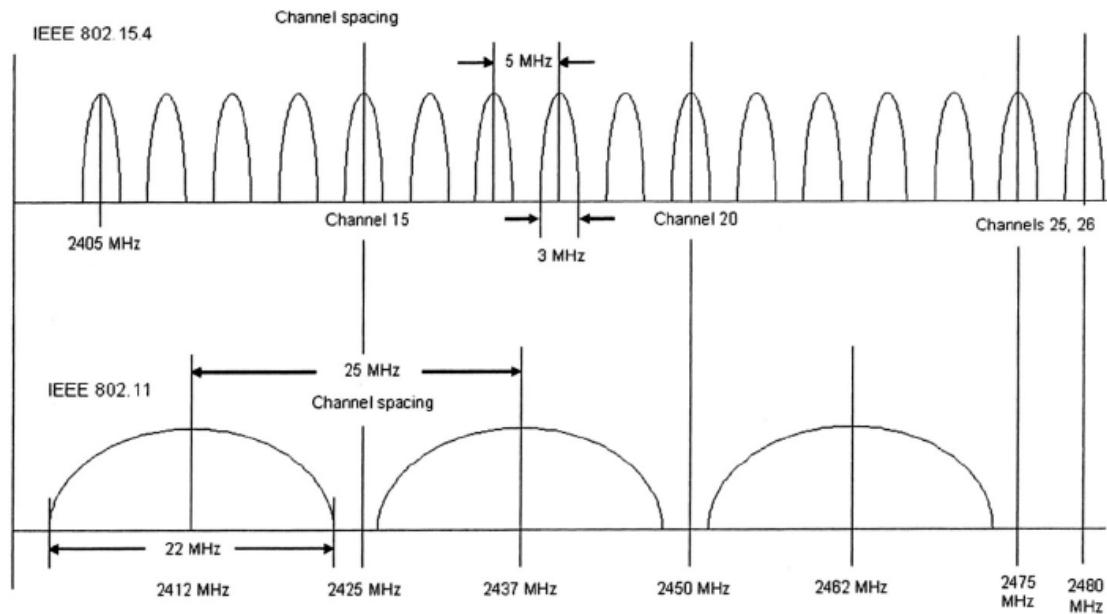 Channel spacing
IEEE 802.15.4
5 MHz
Channel 15
Channel 20
Channels 25, 26
2405 MHz
3 MHz
25 MHz
IEEE 802.11
Channel spacing
22 MHz
2412 MHz
2425 MHz
2437 MHz
2450 MHz
2462 MHz
2475
MHz
2480
MHz